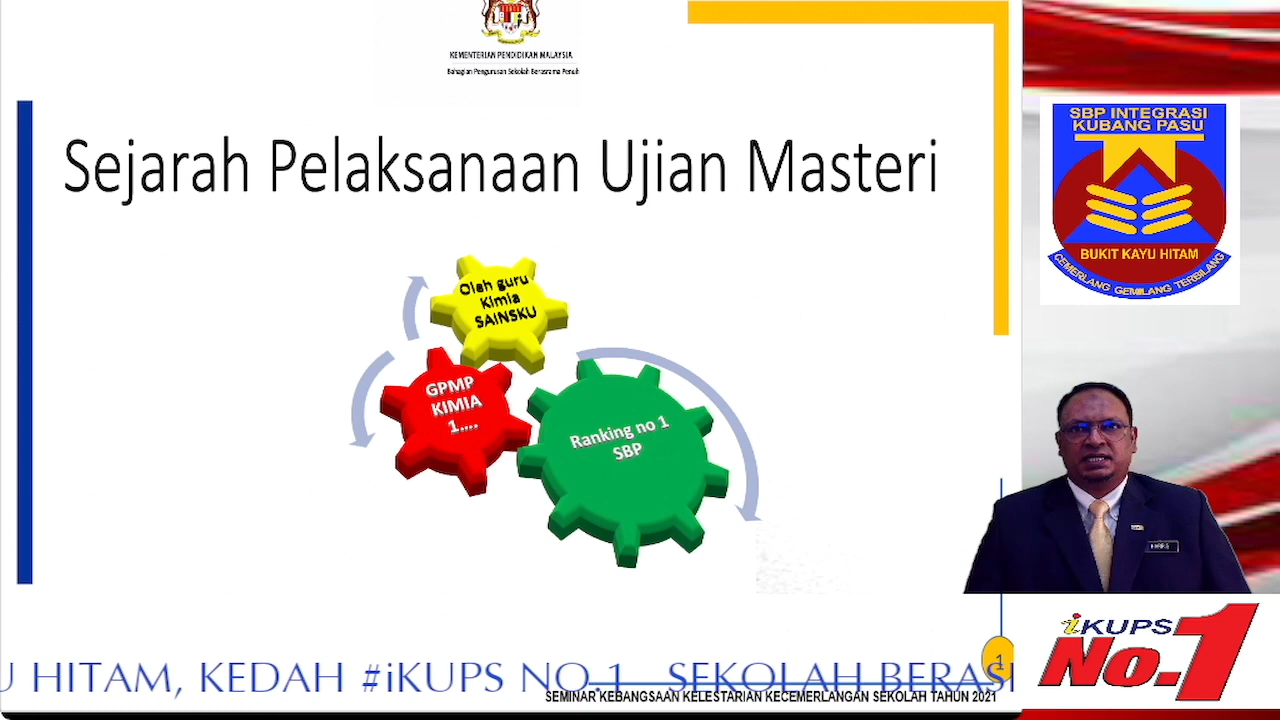 KEMENTERIAN PENDIDIKAN MALAYSIA
Bahagian Pengurusan Sekolah Berasrama Penuh
Sejarah Pelaksanaan Ujian Masteri
Olah guru
Kimia
SAINSKU
GPMP
KIMIA
1....
Ranking no 1
SBP
SBP INTEGRASI
KUBANG PASU
BUKIT KAYU HITAM
CEMERLANG GEMILANG TERBILANG
iKUPS
No.1
1
U HITAM, KEDAH #iKUPS NO 1 SEKOLAH BERASI
SEMINAR KEBANGSAAN KELESTARIAN KECEMERLANGAN SEKOLAH TAHUN 2021